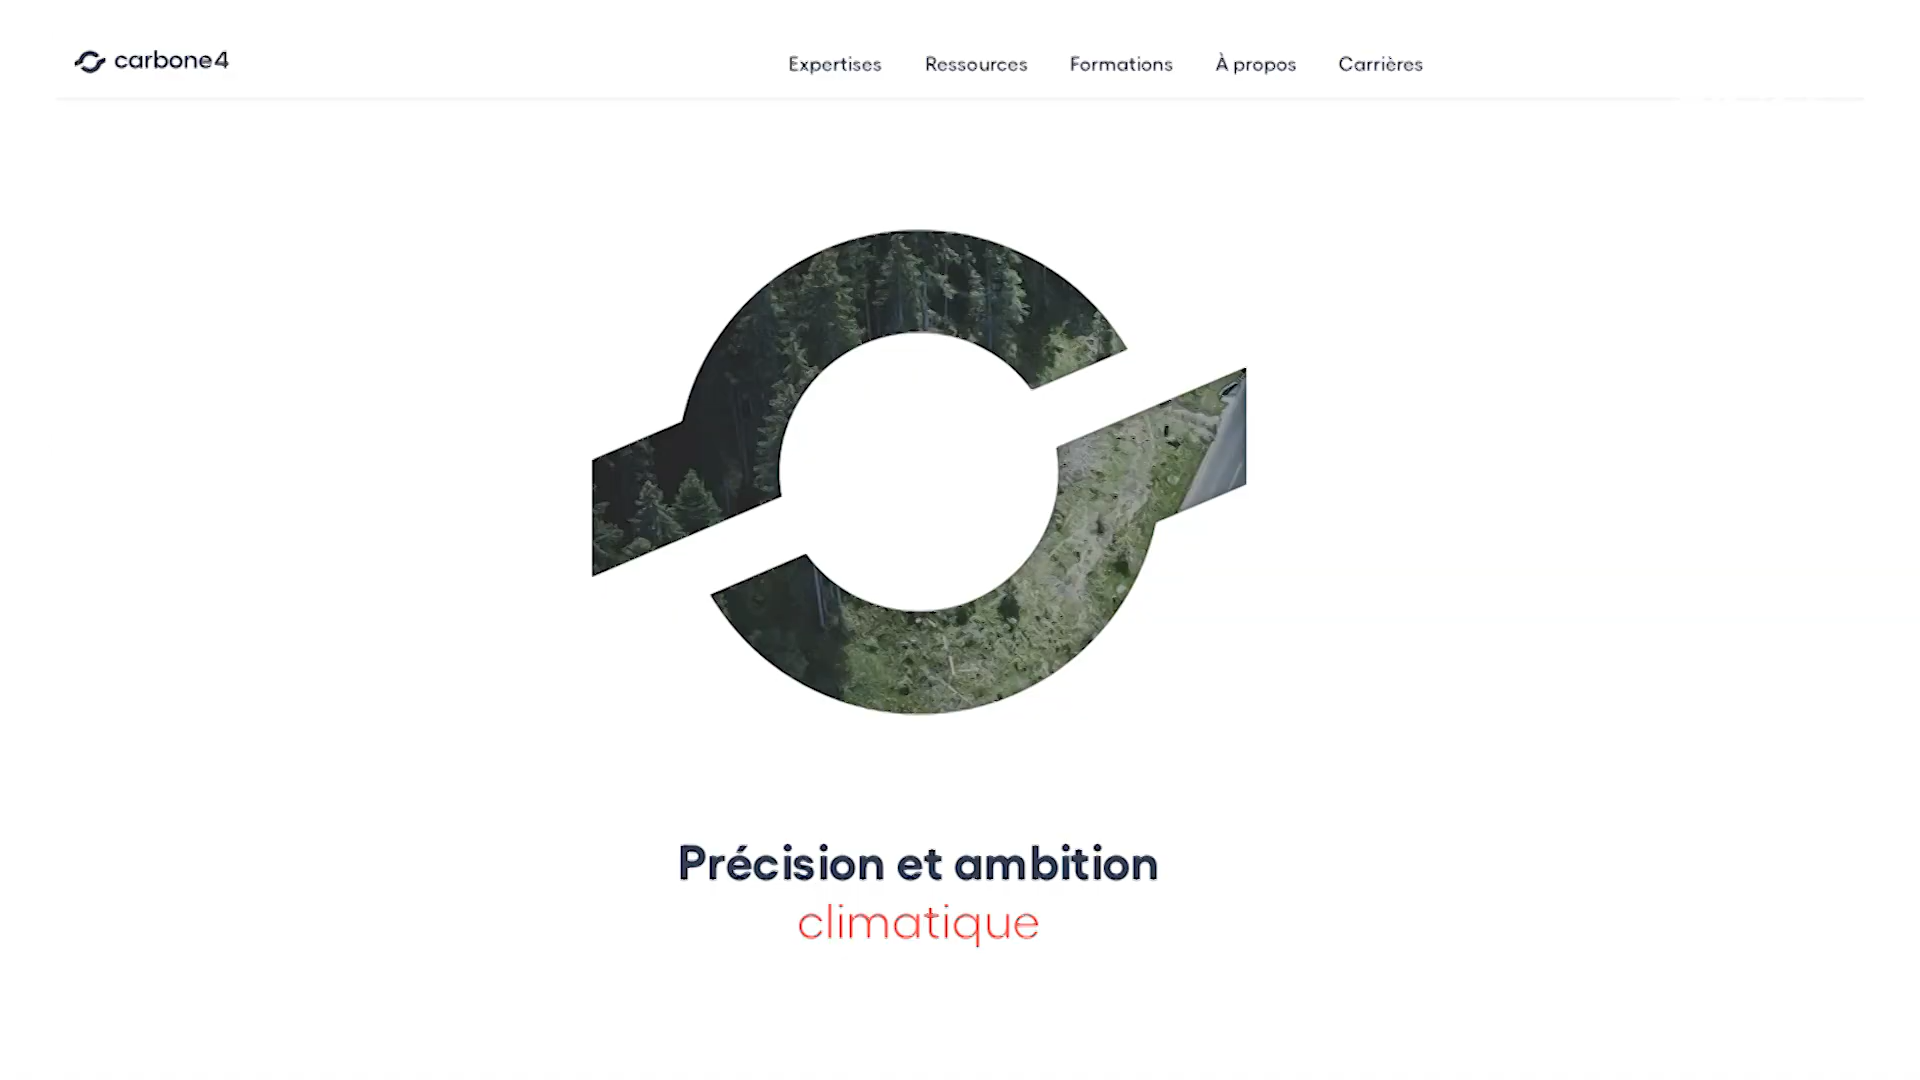 carbone4
Expertises Ressources Formations À propos Carrières
Précision et ambition
climatique